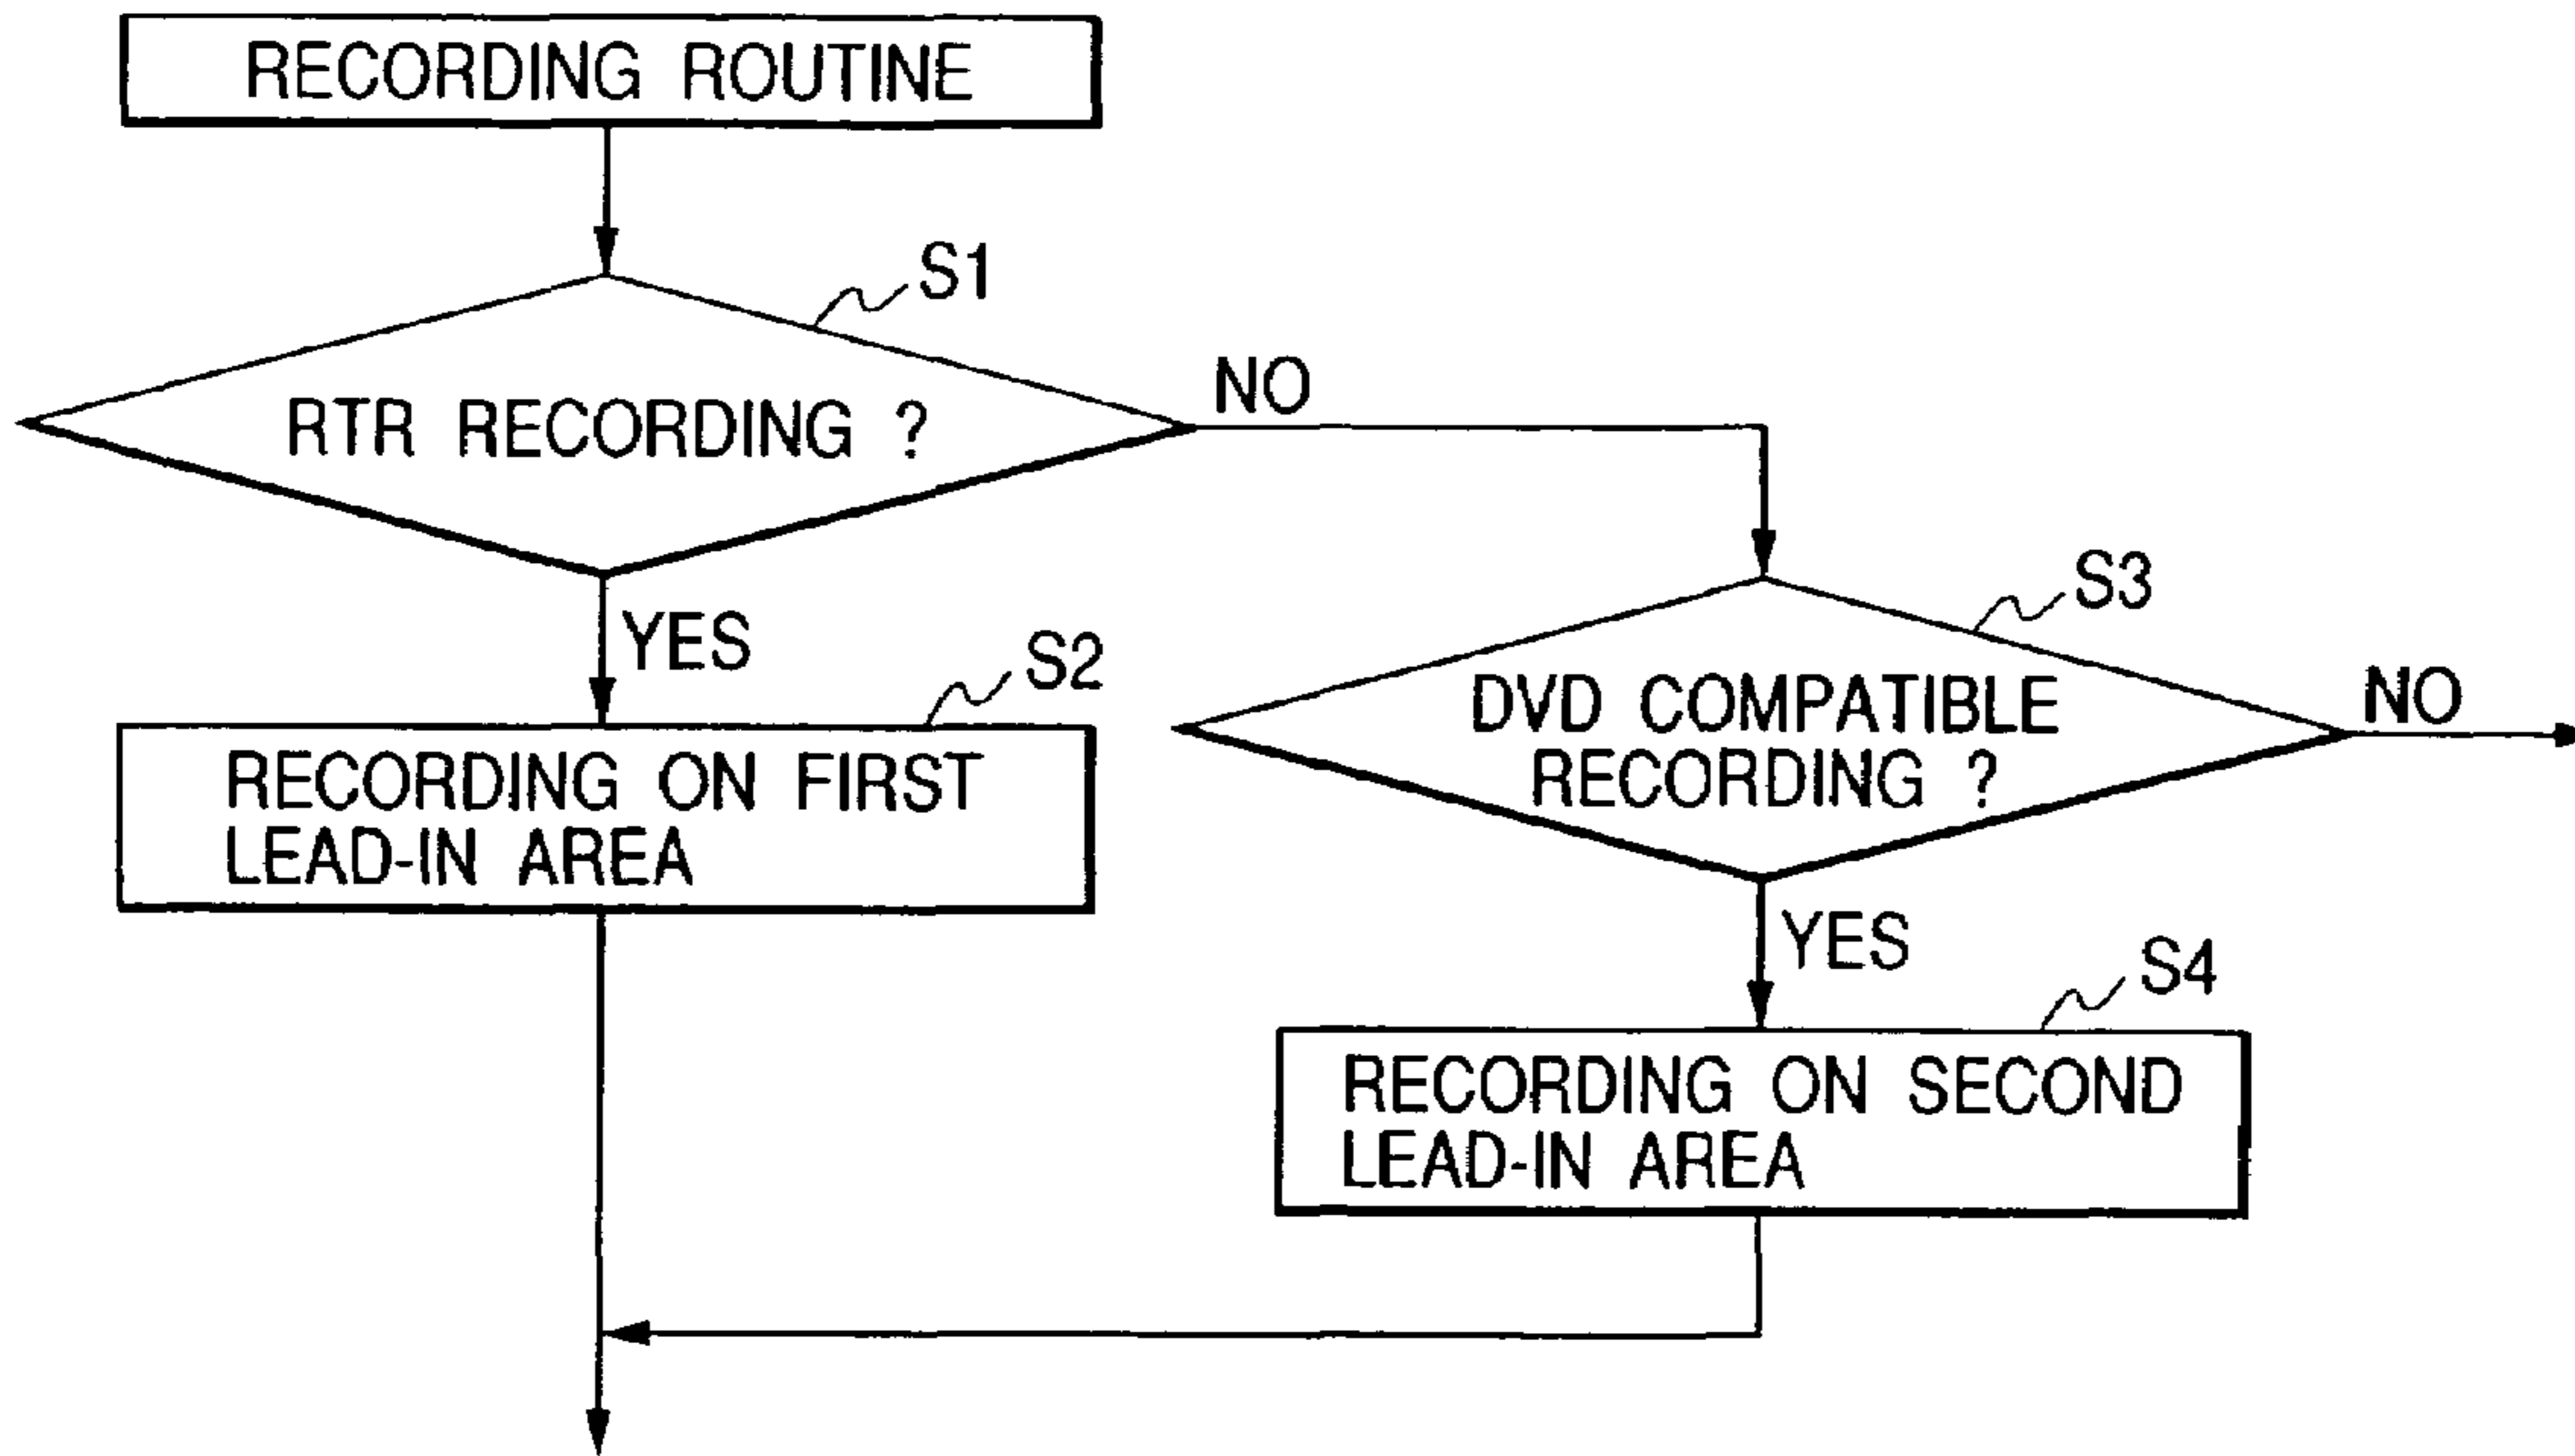 RECORDING ROUTINE
S1
RTR RECORDING ?
NO
YES
S2
RECORDING ON FIRST
LEAD-IN AREA
S3
DVD COMPATIBLE
RECORDING ?
NO
YES
S4
RECORDING ON SECOND
LEAD-IN AREA